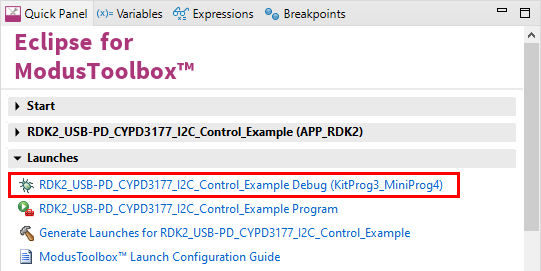 Quick Panel (x)= Variables Expressions Breakpoints
Eclipse for
ModusToolbox™
Start
RDK2_USB-PD_CYPD3177_I2C_Control_Example (APP_RDK2)
Launches
RDK2_USB-PD_CYPD3177_I2C_Control_Example Debug (KitProg3_MiniProg4)
RDK2_USB-PD_CYPD3177_I2C_Control_Example Program
Generate Launches for RDK2_USB-PD_CYPD3177_I2C_Control_Example
ModusToolbox™ Launch Configuration Guide